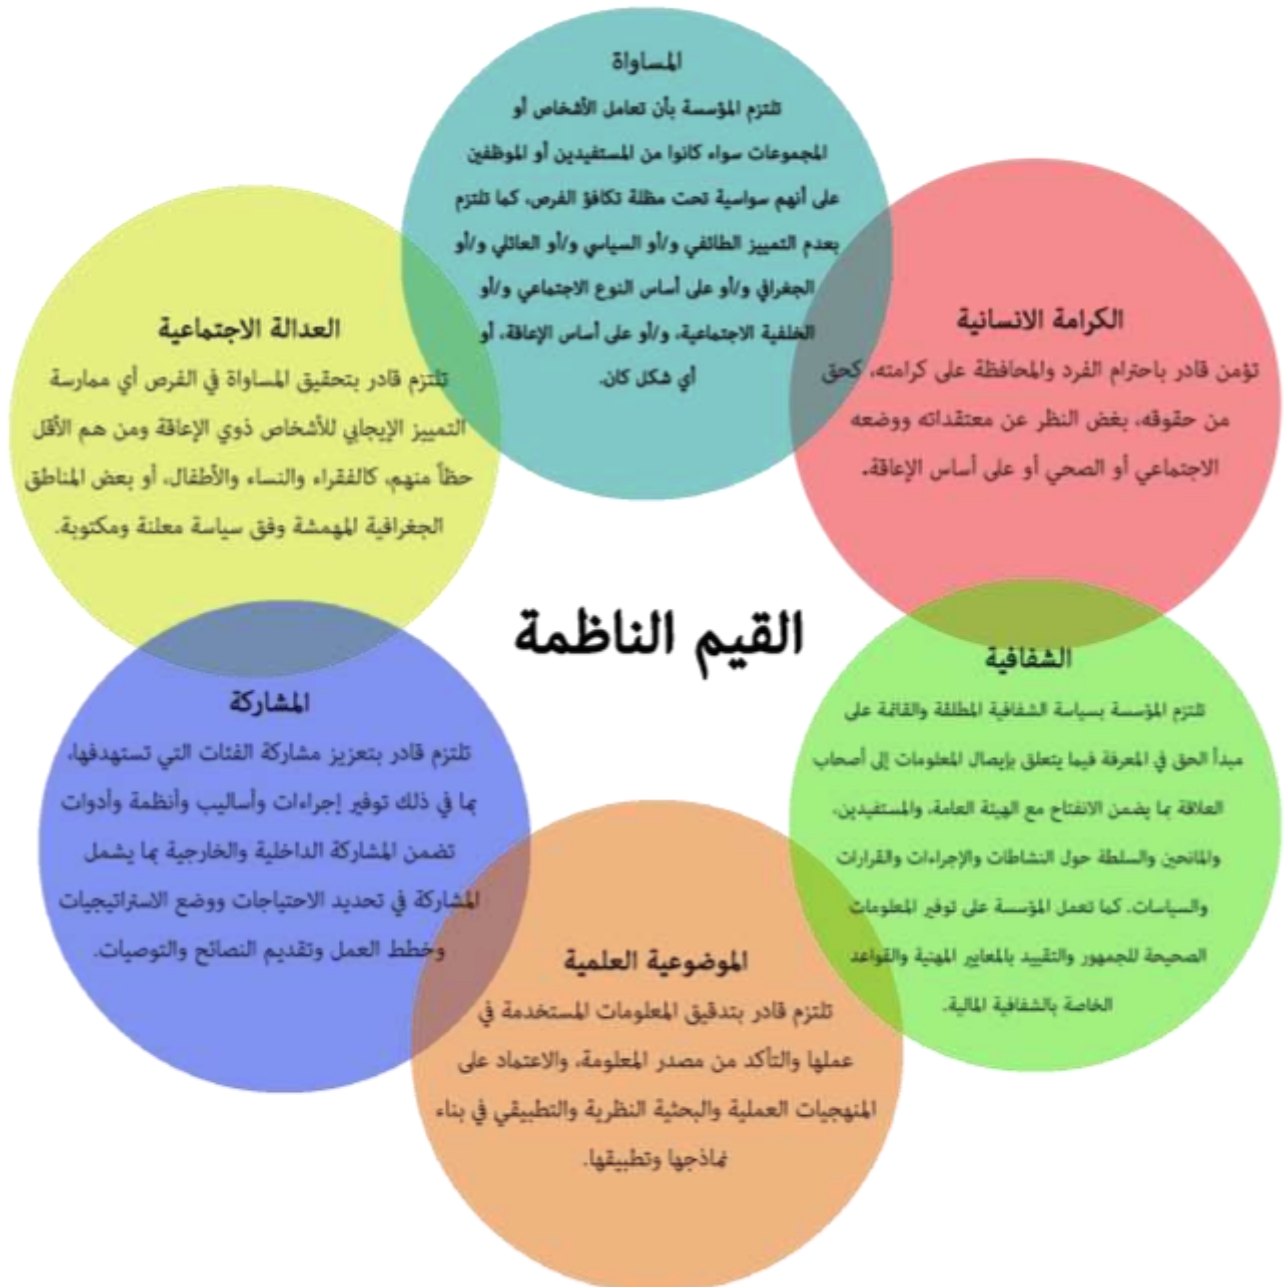 المساواة
تلتزم المؤسسة بأن تعامل الأشخاص أو
المجموعات سواء كانوا من المستفيدين أو الموظفين
على أنهم سواسية تحت مظلة تكافؤ الفرص، كما تلتزم
بعدم التمييز الطائفي و/أو السياسي و/أو العائلي و/أو
الجغرافي و/أو على أساس النوع الاجتماعي و/أو
الخلفية الاجتماعية، و/أو على أساس الإعاقة، أو
أي شكل كان.
الكرامة الانسانية
تؤمن قادر باحترام الفرد والمحافظة على كرامته، كحق
من حقوقه، بغض النظر عن معتقداته ووضعه
الاجتماعي أو الصحي أو على أساس الإعاقة.
العدالة الاجتماعية
تلتزم قادر بتحقيق المساواة في الفرص أي ممارسة
التمييز الإيجابي للأشخاص ذوي الإعاقة ومن هم الأقل
حظاً منهم، كالفقراء والنساء والأطفال، أو بعض المناطق
الجغرافية المهمشة وفق سياسة معلنة ومكتوبة.
القيم الناظمة
الشفافية
تلتزم المؤسسة بسياسة الشفافية المطلقة والقائمة على
مبدأ الحق في المعرفة فيما يتعلق بإيصال المعلومات إلى أصحاب
العلاقة بما يضمن الانفتاح مع الهيئة العامة، والمستفيدين،
والمانحين والسلطة حول النشاطات والإجراءات والقرارات
والسياسات. كما تعمل المؤسسة على توفير المعلومات
الصحيحة للجمهور والتقييد بالمعايير المهنية والقواعد
الخاصة بالشفافية المالية.
المشاركة
تلتزم قادر بتعزيز مشاركة الفئات التي تستهدفها،
بما في ذلك توفير إجراءات وأساليب وأنظمة وأدوات
تضمن المشاركة الداخلية والخارجية بما يشمل
المشاركة في تحديد الاحتياجات ووضع الاستراتيجيات
وخطط العمل وتقديم النصائح والتوصيات.
الموضوعية العلمية
تلتزم قادر بتدقيق المعلومات المستخدمة في
عملها والتأكد من مصدر المعلومة، والاعتماد على
المنهجيات العملية والبحثية النظرية والتطبيقي في بناء
نماذجها وتطبيقها.